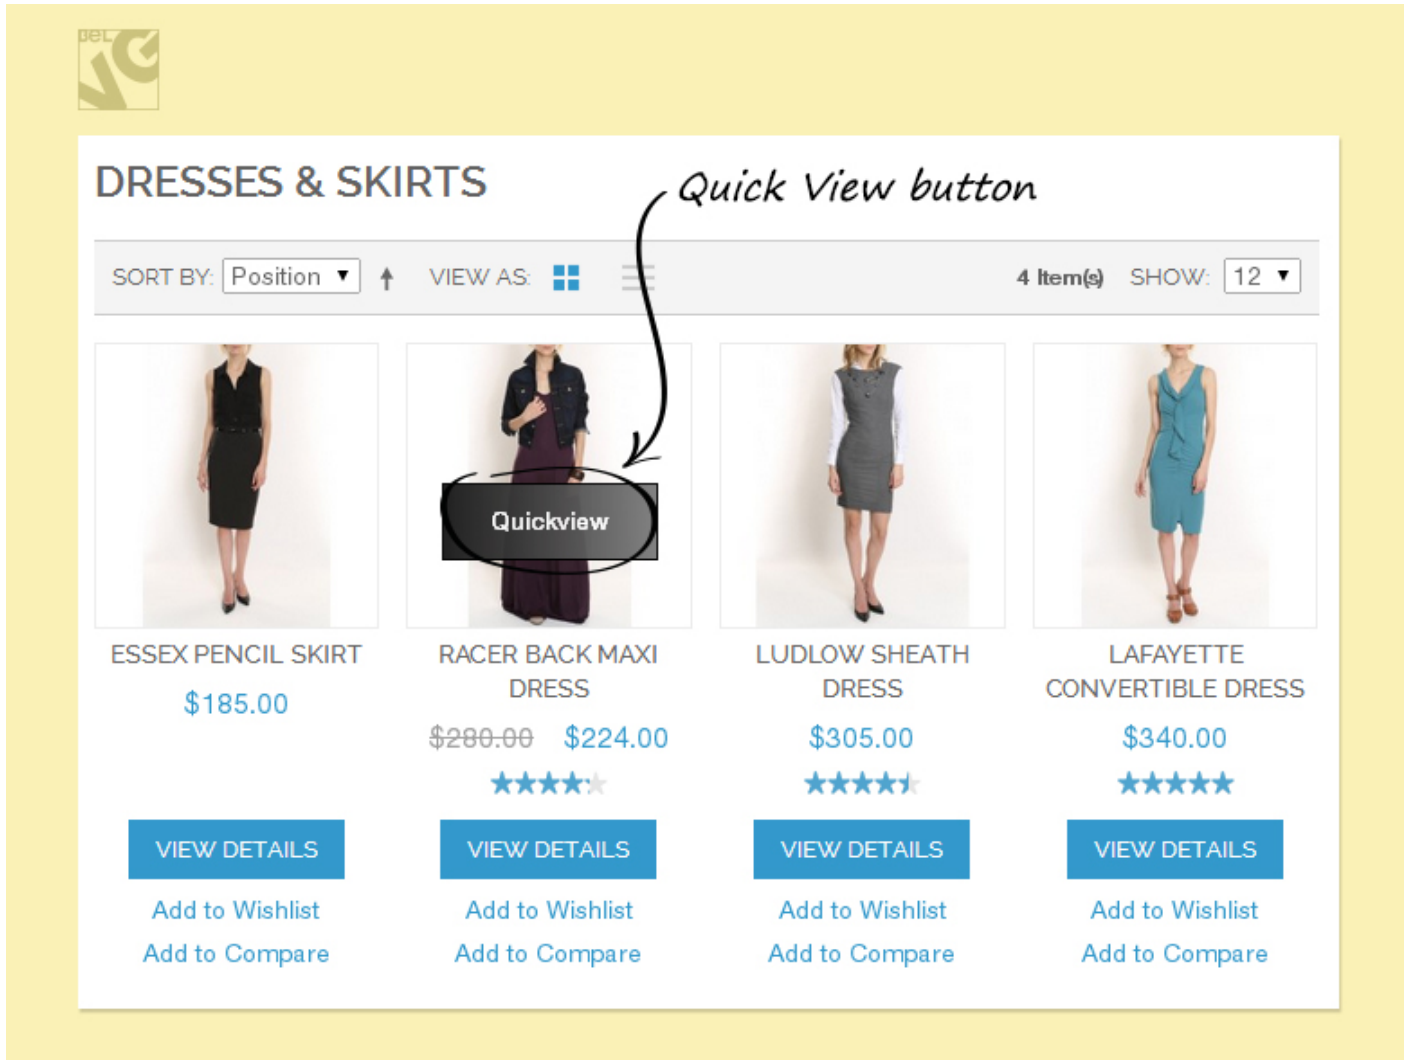 BEL
VG
DRESSES & SKIRTS
Quick View button
SORT BY: Position
VIEW AS:
4 Item(s)
SHOW: 12
Quickview
ESSEX PENCIL SKIRT
$185.00
VIEW DETAILS
Add to Wishlist
Add to Compare
RACER BACK MAXI
DRESS
$280.00 $224.00
VIEW DETAILS
Add to Wishlist
Add to Compare
LUDLOW SHEATH
DRESS
$305.00
VIEW DETAILS
Add to Wishlist
Add to Compare
LAFAYETTE
CONVERTIBLE DRESS
$340.00
VIEW DETAILS
Add to Wishlist
Add to Compare